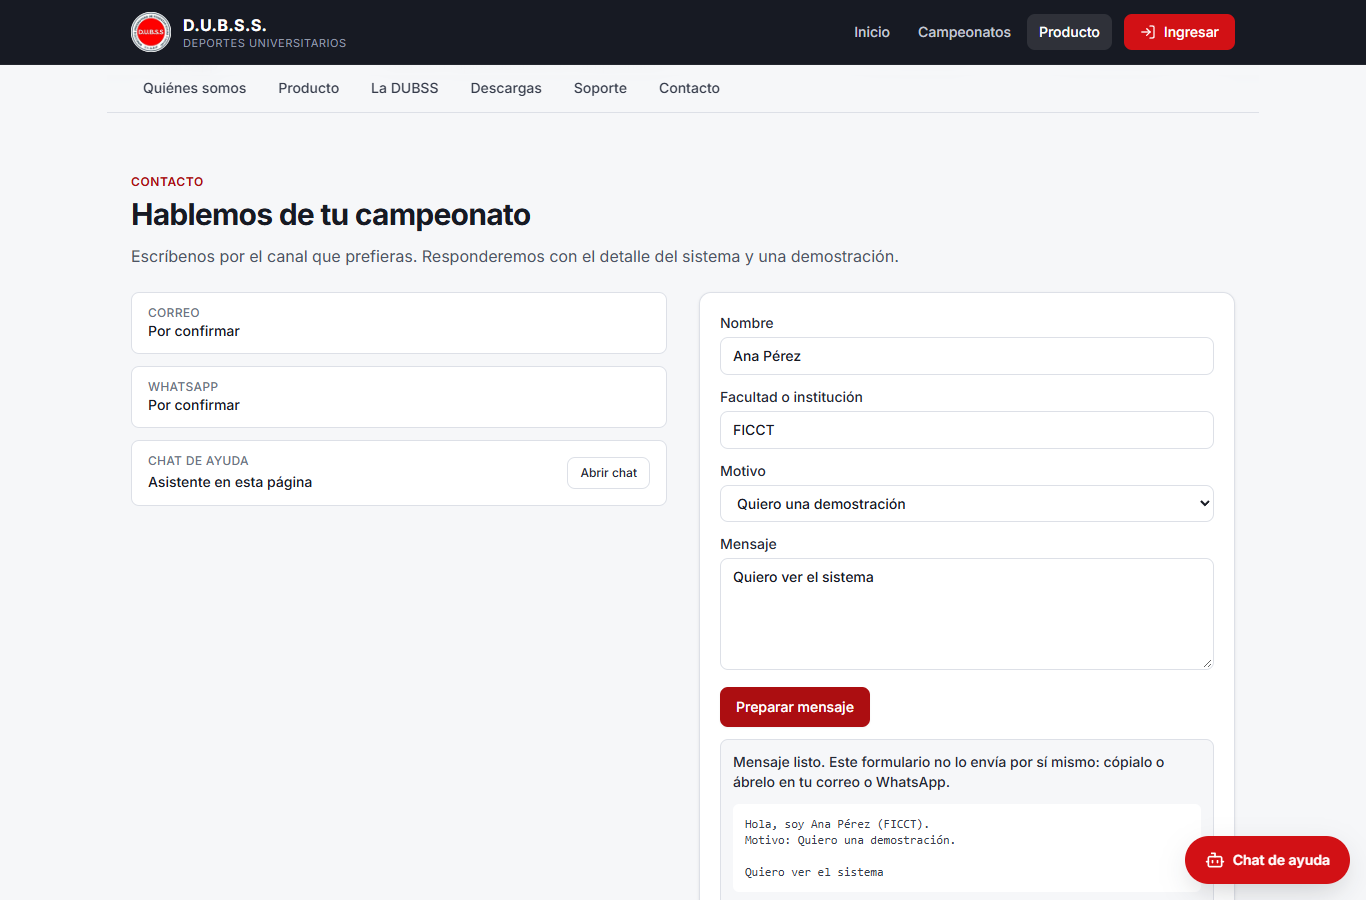 D.U.B.S.S.
D.U.B.S.S.
DEPORTES UNIVERSITARIOS
Inicio
Campeonatos
Producto
Ingresar
Quiénes somos
Producto
La DUBSS
Descargas
Soporte
Contacto
CONTACTO
Hablemos de tu campeonato
Escríbenos por el canal que prefieras. Responderemos con el detalle del sistema y una demostración.
CORREO
Por confirmar
WHATSAPP
Por confirmar
CHAT DE AYUDA
Asistente en esta página
Abrir chat
Nombre
Ana Pérez
Facultad o institución
FICCT
Motivo
Quiero una demostración
Mensaje
Quiero ver el sistema
Preparar mensaje
Mensaje listo. Este formulario no lo envía por sí mismo: cópialo o
ábrelo en tu correo o WhatsApp.
Hola, soy Ana Pérez (FICCT).
Motivo: Quiero una demostración.
Quiero ver el sistema
Chat de ayuda